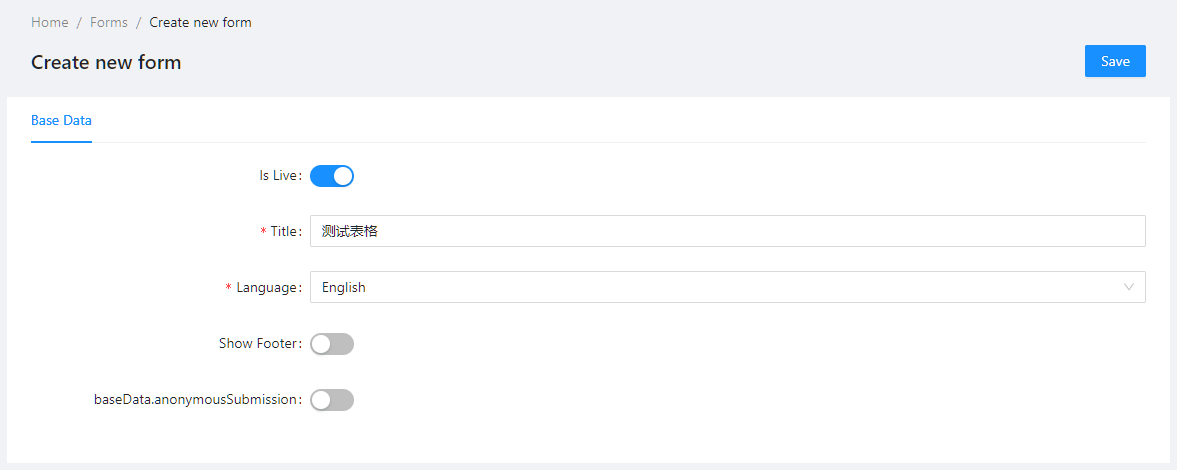 Home / Forms / Create new form
Create new form
Save
Base Data
Is Live:
* Title: 测试表格
* Language: English
Show Footer:
baseData.anonymousSubmission: